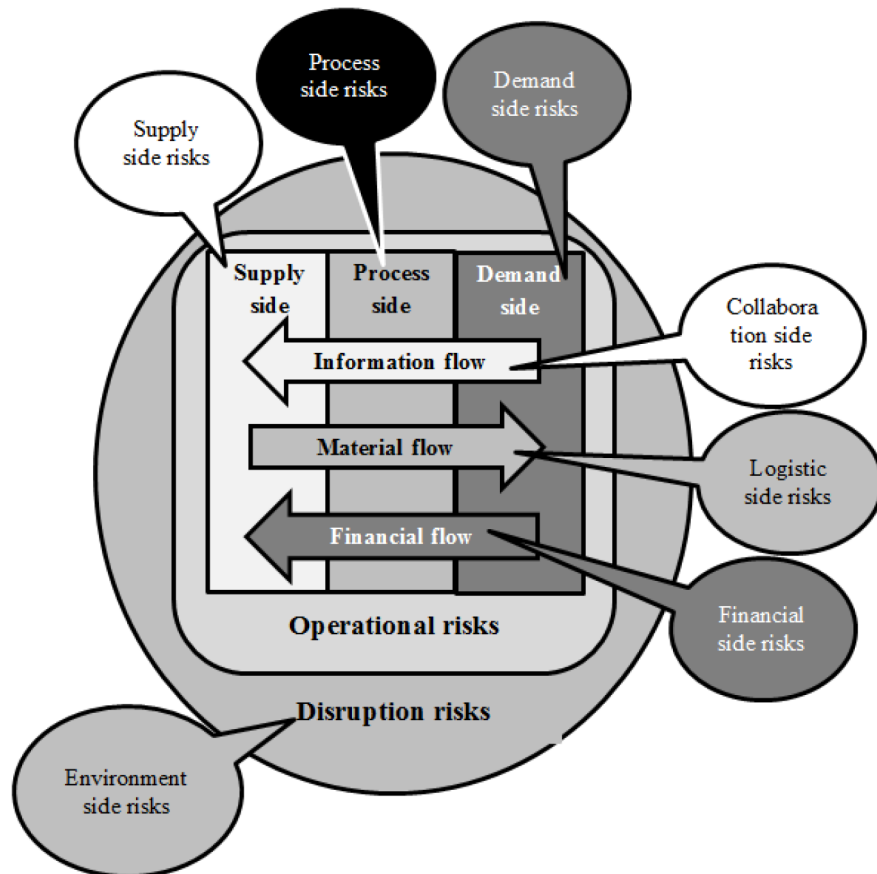 Process
side risks
Demand
side risks
Supply
side risks
Supply
side
Process
side
Demand
side
Information flow
Collabora
tion side
risks
Material flow
Logistic
side risks
Financial flow
Financial
side risks
Operational risks
Disruption risks
Environment
side risks